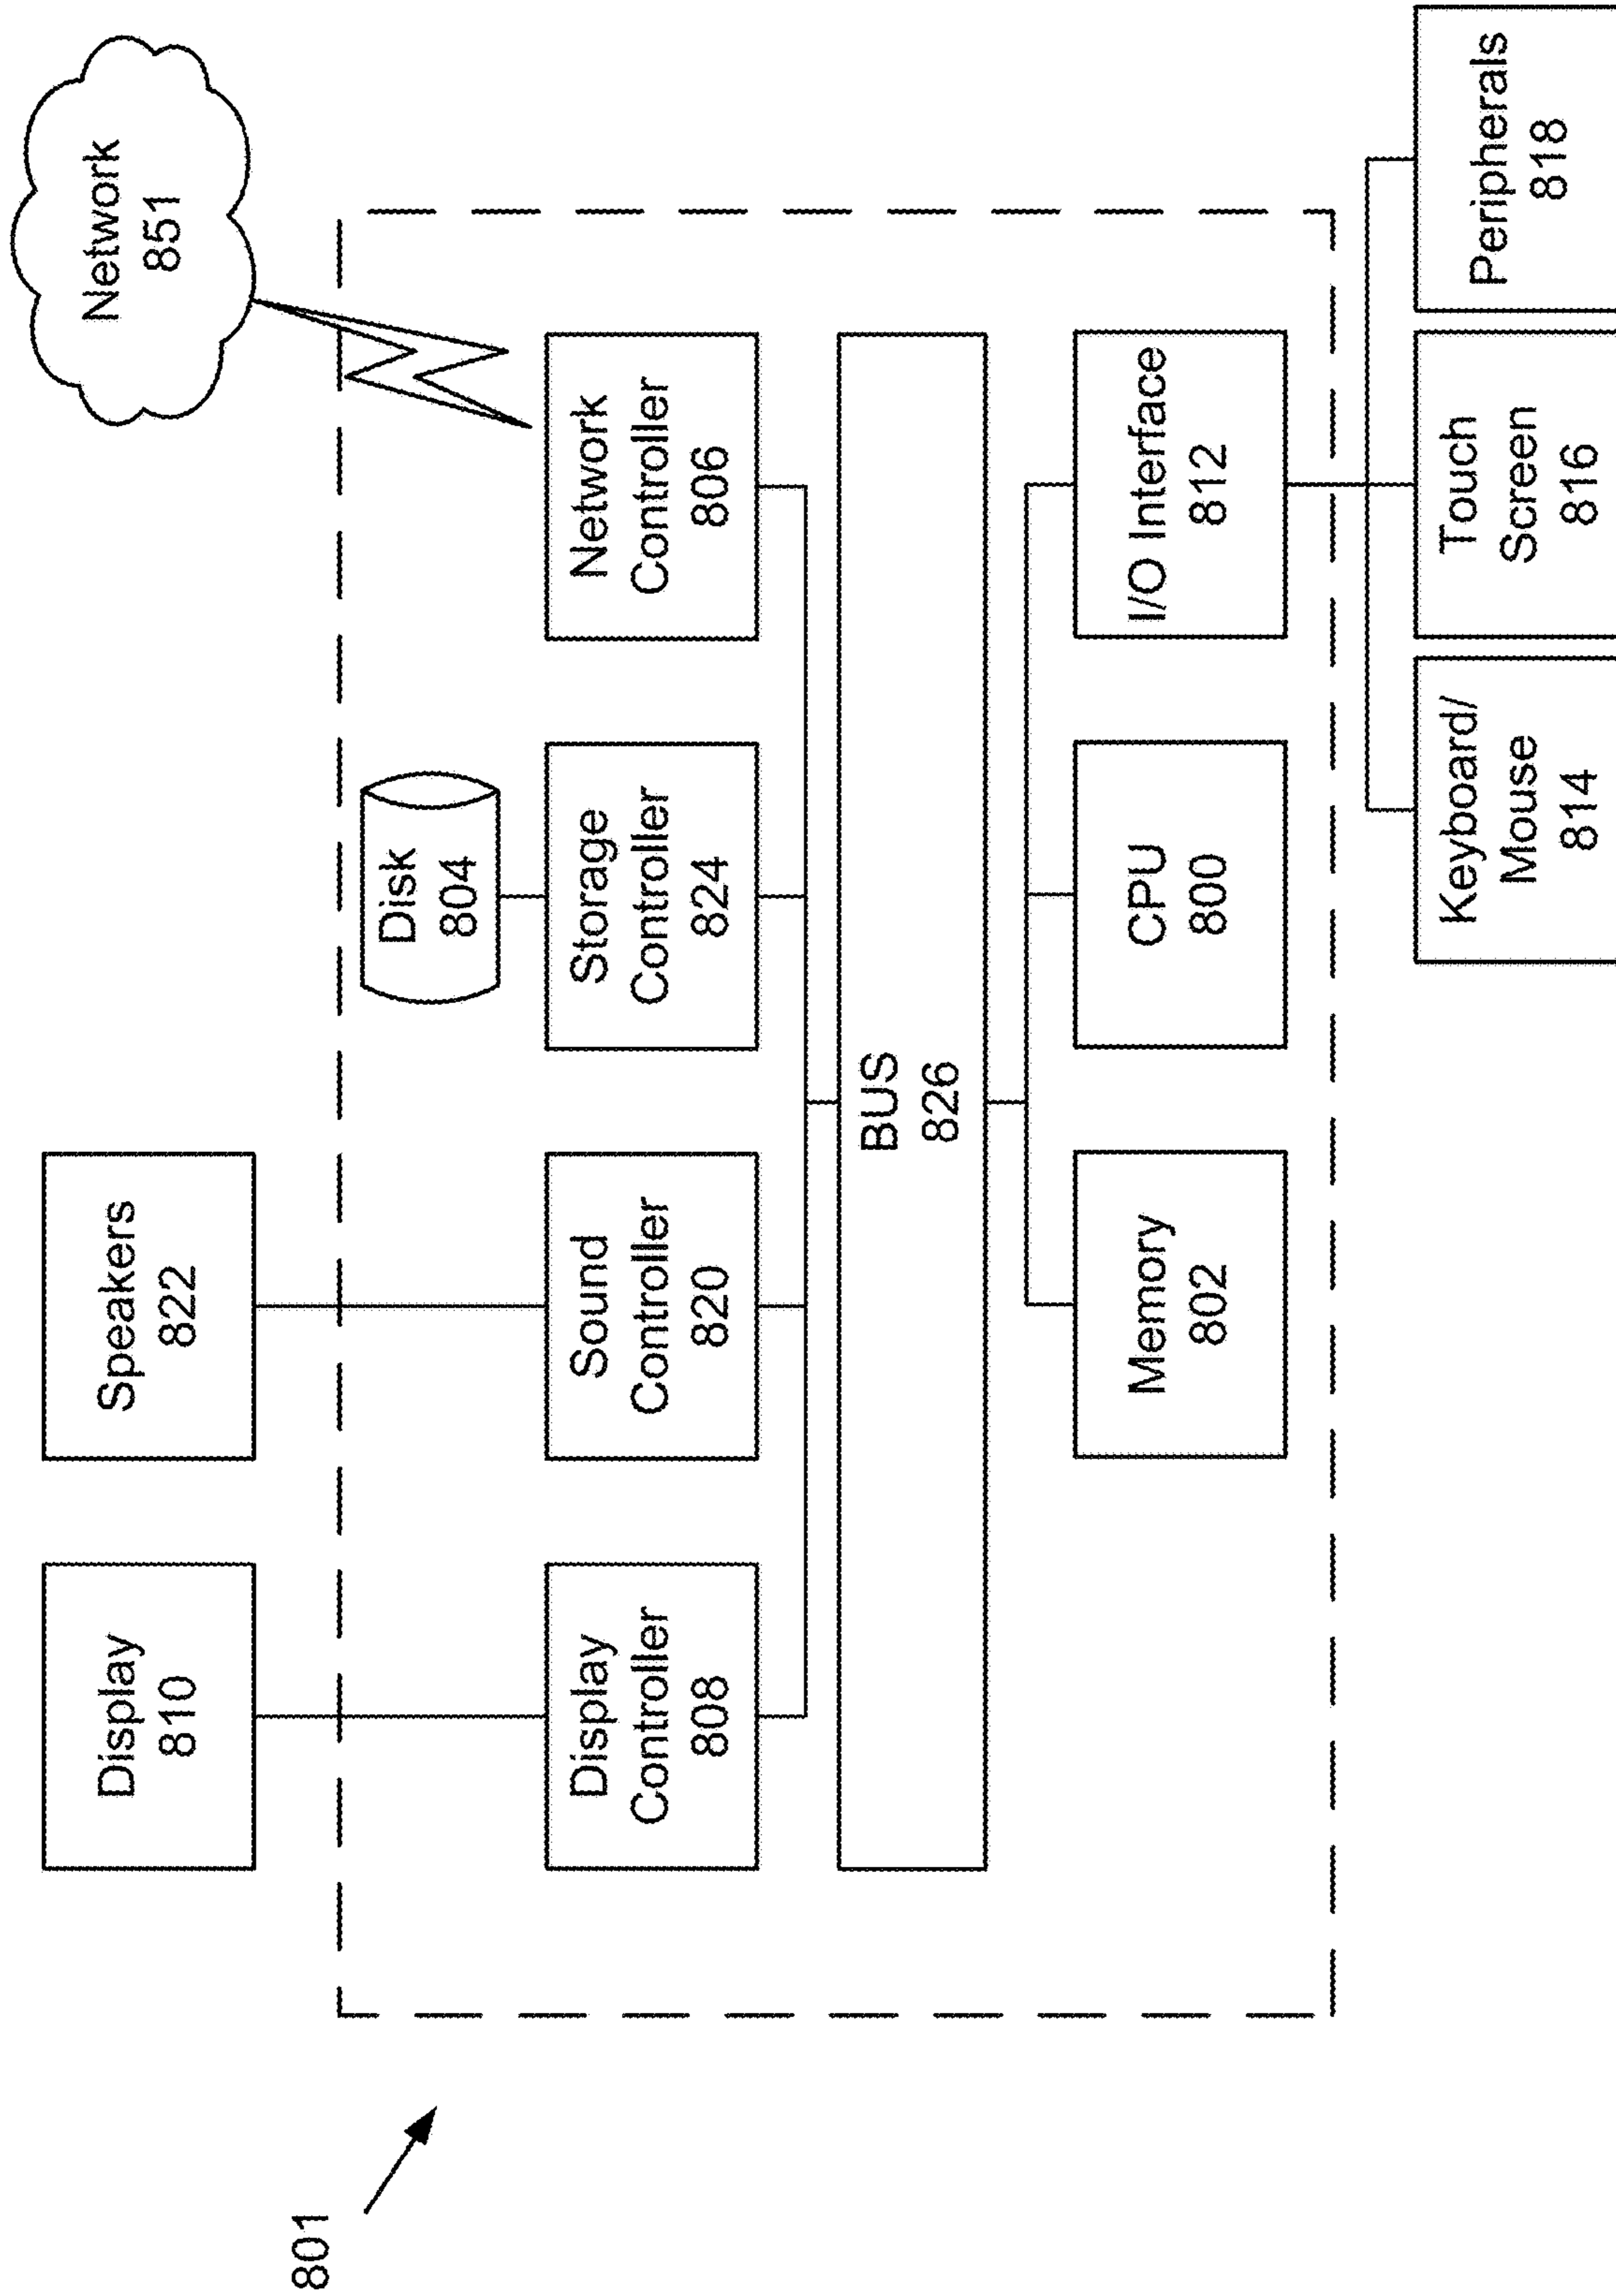 801
Display
810
Speakers
822
Network
851
Disk
804
Display
Controller
808
Sound
Controller
820
Storage
Controller
824
Network
Controller
806
BUS
826
Memory
802
CPU
800
I/O Interface
812
Keyboard/
Mouse
814
Touch
Screen
816
Peripherals
818